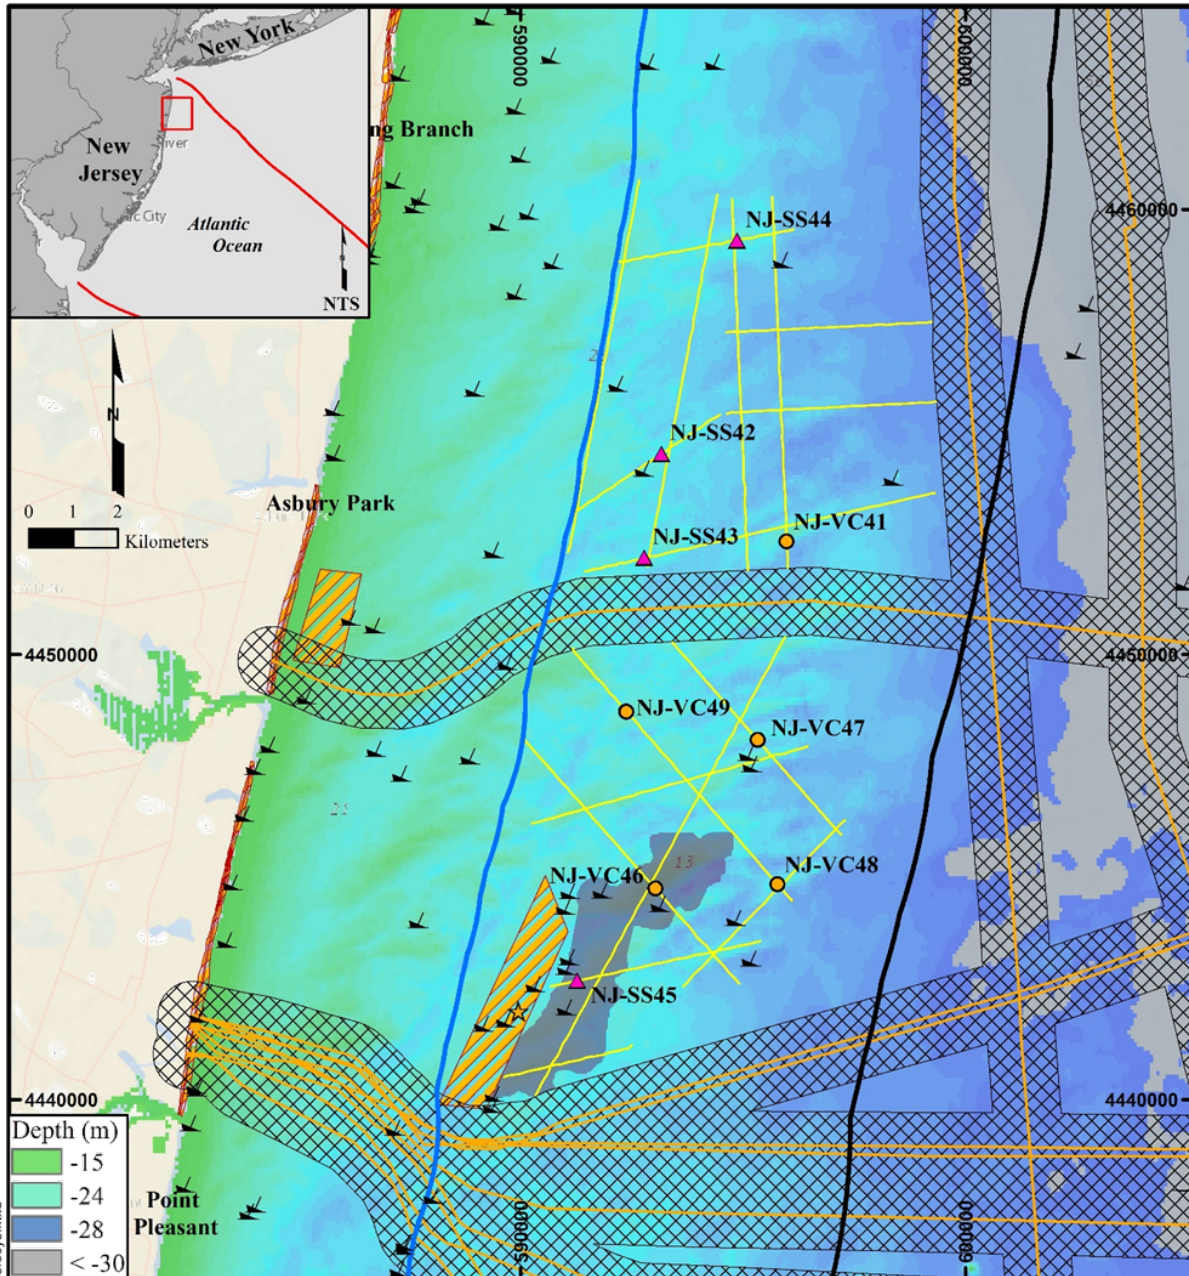 New York
New
Jersey
Atlantic
Ocean
NTS
ng Branch
590000
600000
4460000
NJ-SS44
NJ-SS42
NJ-SS43
NJ-VC41
N
0 1 2
Kilometers
Asbury Park
4450000
4450000
NJ-VC49
NJ-VC47
NJ-VC46
13
NJ-VC48
21
NJ-SS45
4440000
4440000
Depth (m)
-15
-24
-28
< -30
Point
Pleasant
590000
600000